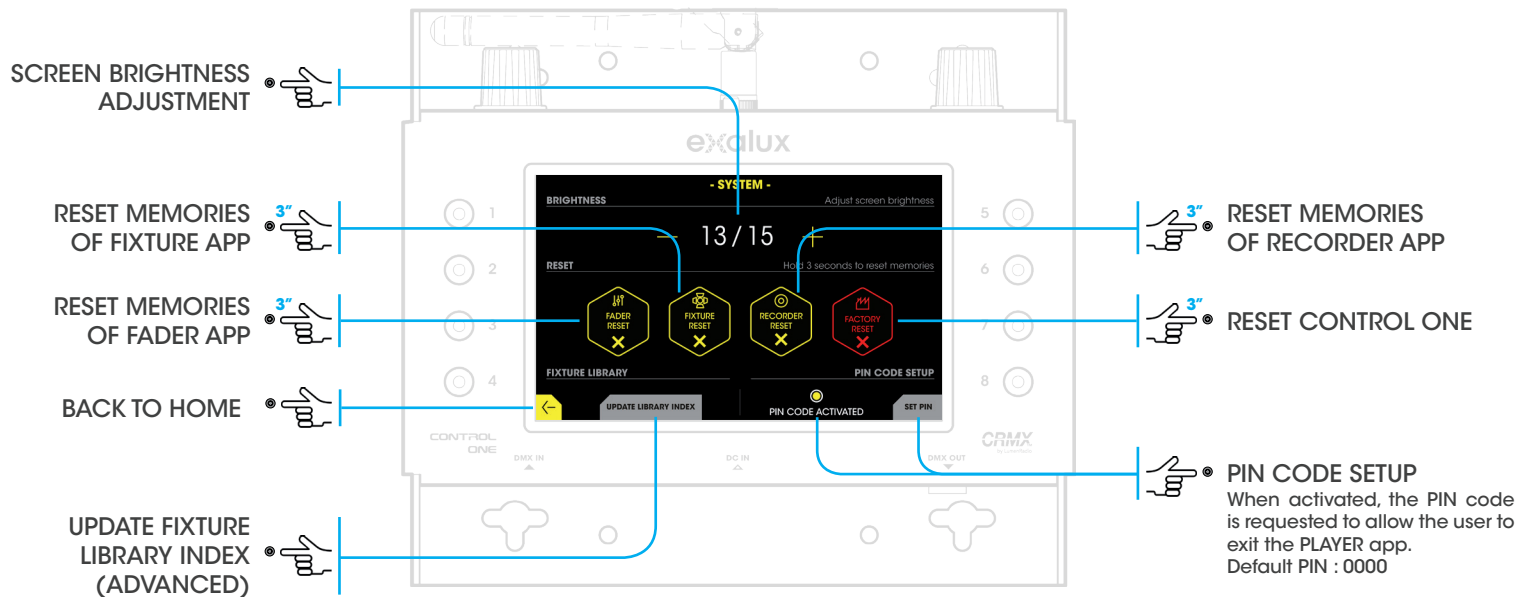 SCREEN BRIGHTNESS
ADJUSTMENT
RESET MEMORIES
OF FIXTURE APP
3"
RESET MEMORIES
OF FADER APP
3"
BACK TO HOME
UPDATE FIXTURE
LIBRARY INDEX
(ADVANCED)
exalux
1
2
3
4
- SYSTEM -
BRIGHTNESS
Adjust screen brightness
— 13/15 +
RESET
Hold 3 seconds to reset memories
FADER
RESET
FIXTURE
RESET
RECORDER
RESET
FACTORY
RESET
FIXTURE LIBRARY
PIN CODE SETUP
UPDATE LIBRARY INDEX
PIN CODE ACTIVATED
SET PIN
5
6
7
8
CONTROL
ONE
DMX IN
DC IN
DMX OUT
CRMX
by LumenRadio
3"
RESET MEMORIES
OF RECORDER APP
3"
RESET CONTROL ONE
PIN CODE SETUP
When activated, the PIN code
is requested to allow the user to
exit the PLAYER app.
Default PIN : 0000